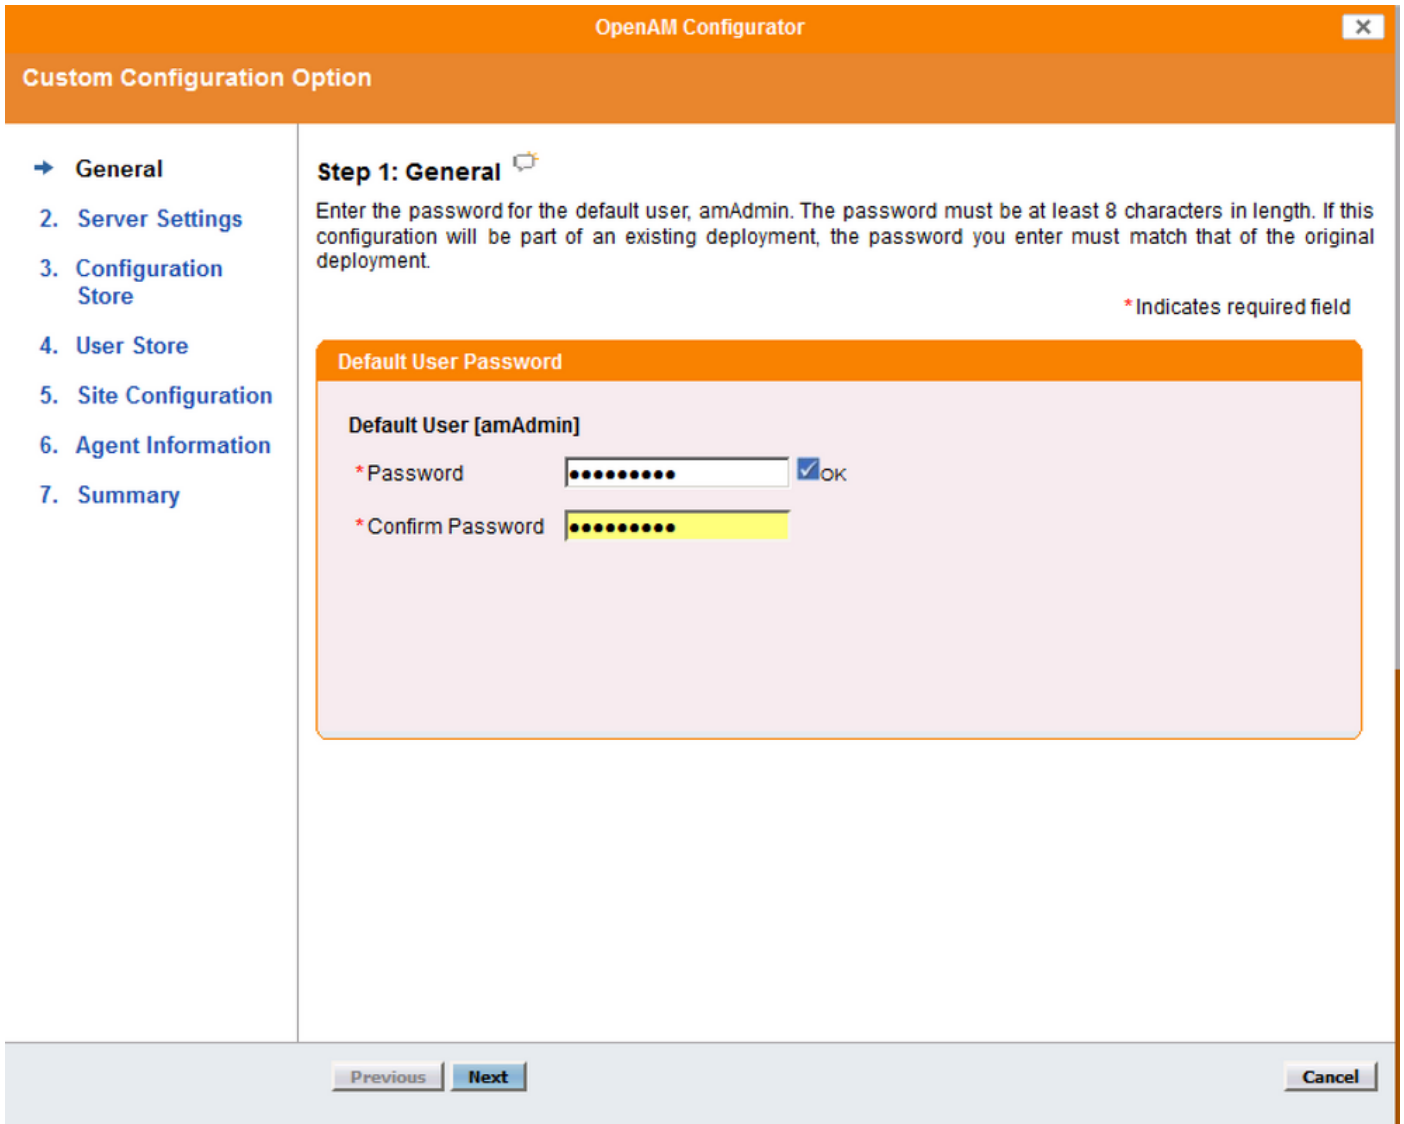 OpenAM Configurator
Custom Configuration Option
General
2. Server Settings
3. Configuration
Store
4. User Store
5. Site Configuration
6. Agent Information
7. Summary
Step 1: General
Enter the password for the default user, amAdmin. The password must be at least 8 characters in length. If this
configuration will be part of an existing deployment, the password you enter must match that of the original
deployment.
*Indicates required field
Default User Password
Default User [amAdmin]
*Password ●●●●●●●●● OK
*Confirm Password ●●●●●●●●●
Previous Next Cancel